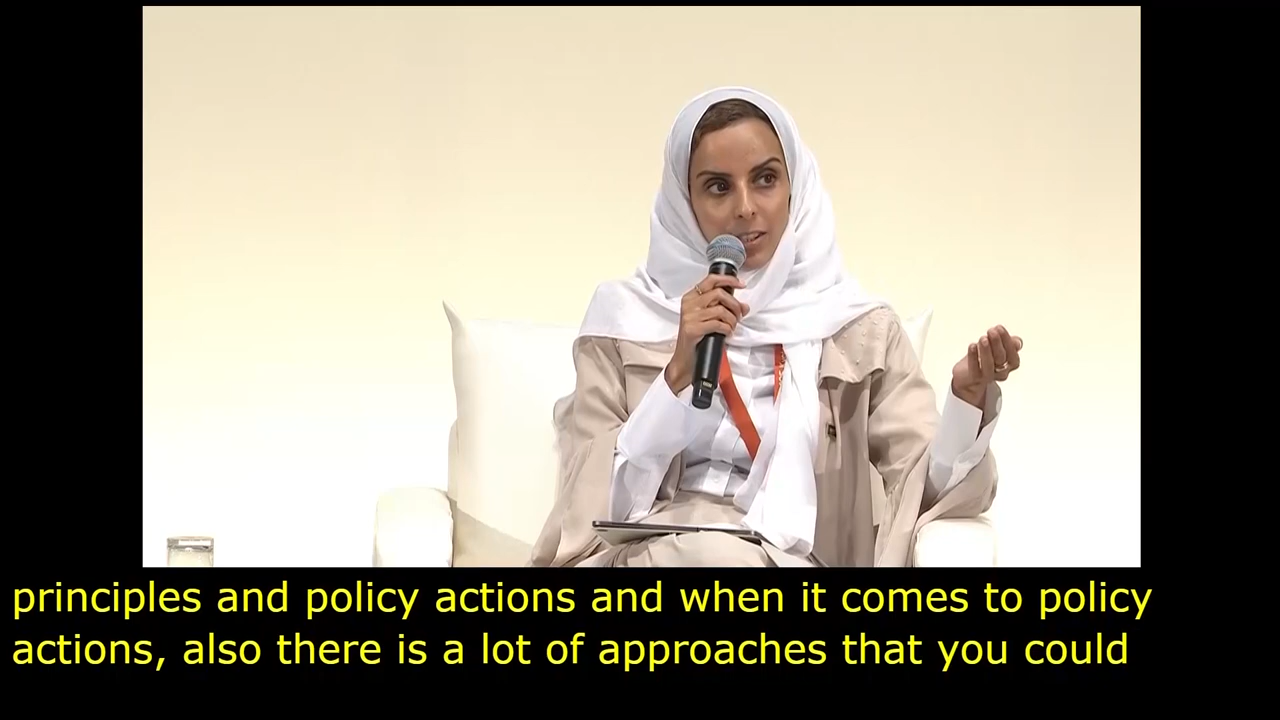 principles and policy actions and when it comes to policy
actions, also there is a lot of approaches that you could